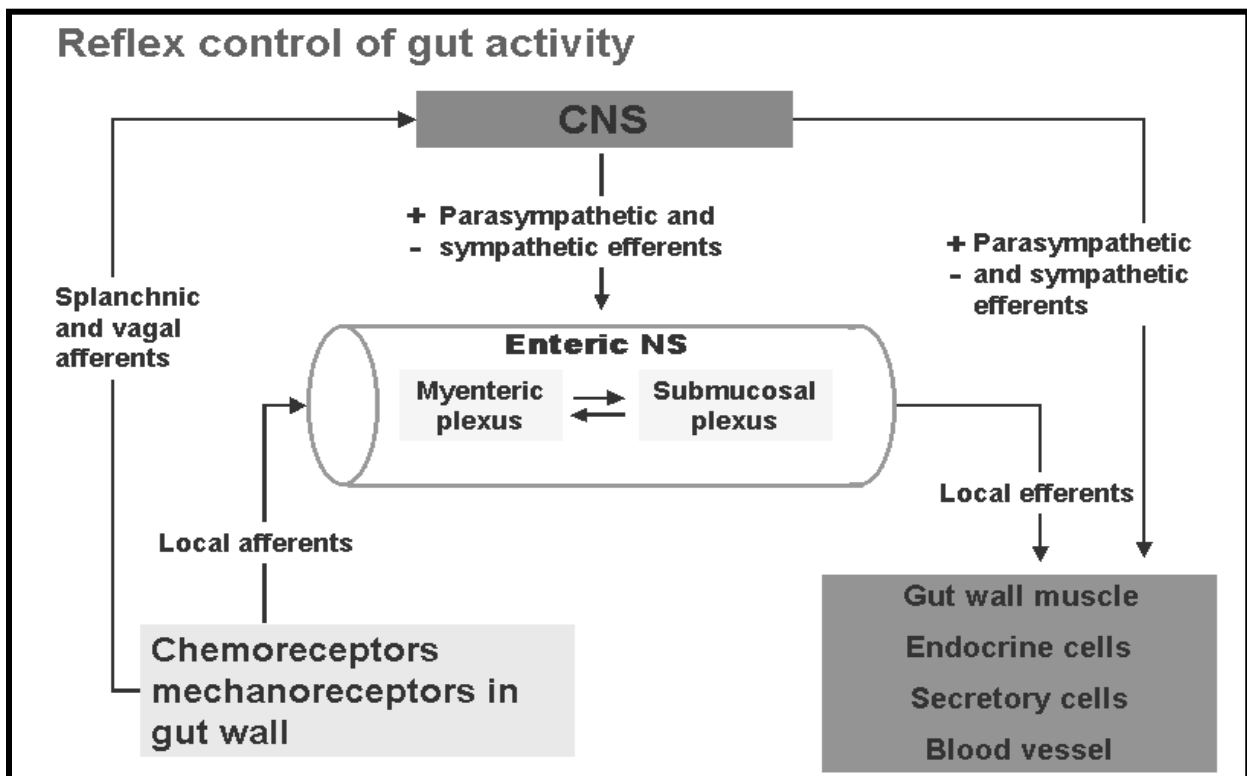 Reflex control of gut activity
CNS
+ Parasympathetic and
- sympathetic efferents
+ Parasympathetic
- and sympathetic
efferents
Splanchnic
and vagal
afferents
Enteric NS
Myenteric
plexus
Submucosal
plexus
Local efferents
Local afferents
Gut wall muscle
Endocrine cells
Secretory cells
Blood vessel
Chemoreceptors
mechanoreceptors in
gut wall